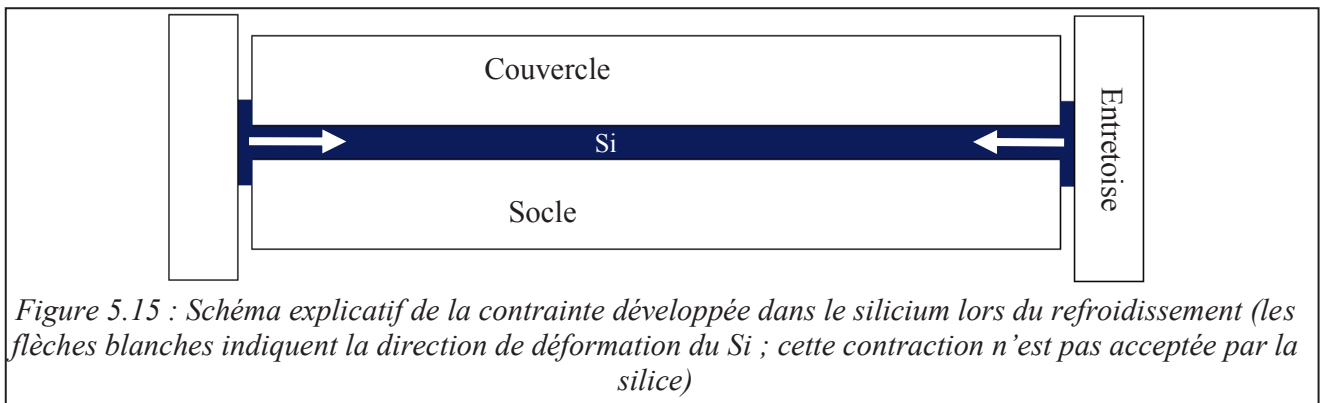 Couvercle
Si
Entretoise
Socle
Figure 5.15 : Schéma explicatif de la contrainte développée dans le silicium lors du refroidissement (les
flèches blanches indiquent la direction de déformation du Si ; cette contraction n’est pas acceptée par la
silice)